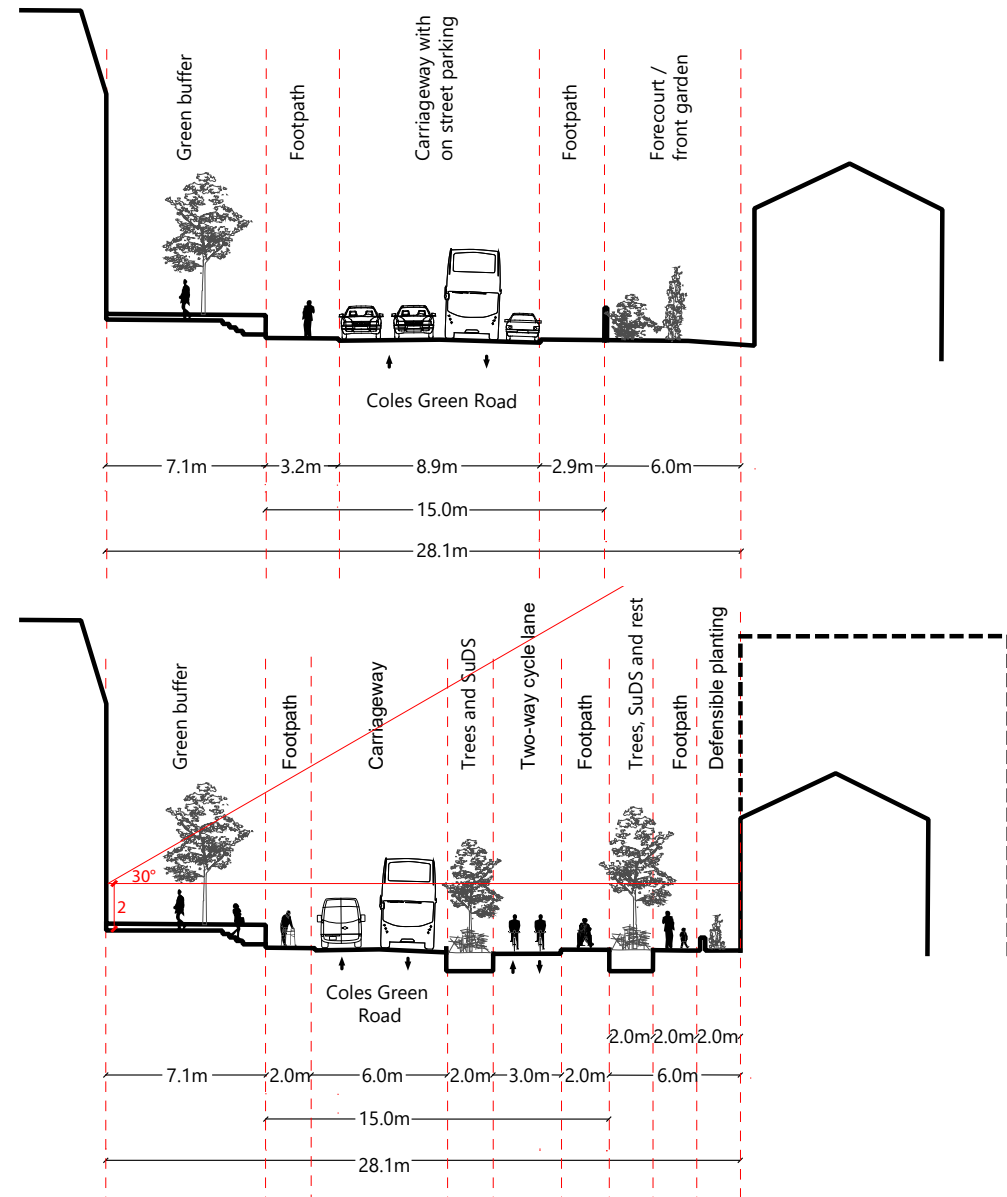 Green buffer
Footpath
Carriageway with
on street parking
Footpath
Forecourt /
front garden
Coles Green Road
7.1m
3.2m
8.9m
2.9m
6.0m
15.0m
28.1m
Green buffer
Footpath
Carriageway
Trees and SuDS
Two-way cycle lane
Footpath
Trees, SuDS and rest
Footpath
Defensible planting
30°
2
Coles Green
Road
2.0m
2.0m
2.0m
7.1m
2.0m
6.0m
2.0m
3.0m
2.0m
6.0m
15.0m
28.1m